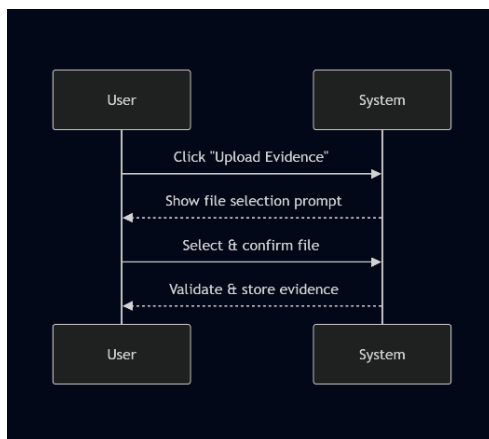 User
System
Click "Upload Evidence"
Show file selection prompt
Select & confirm file
Validate & store evidence
User
System